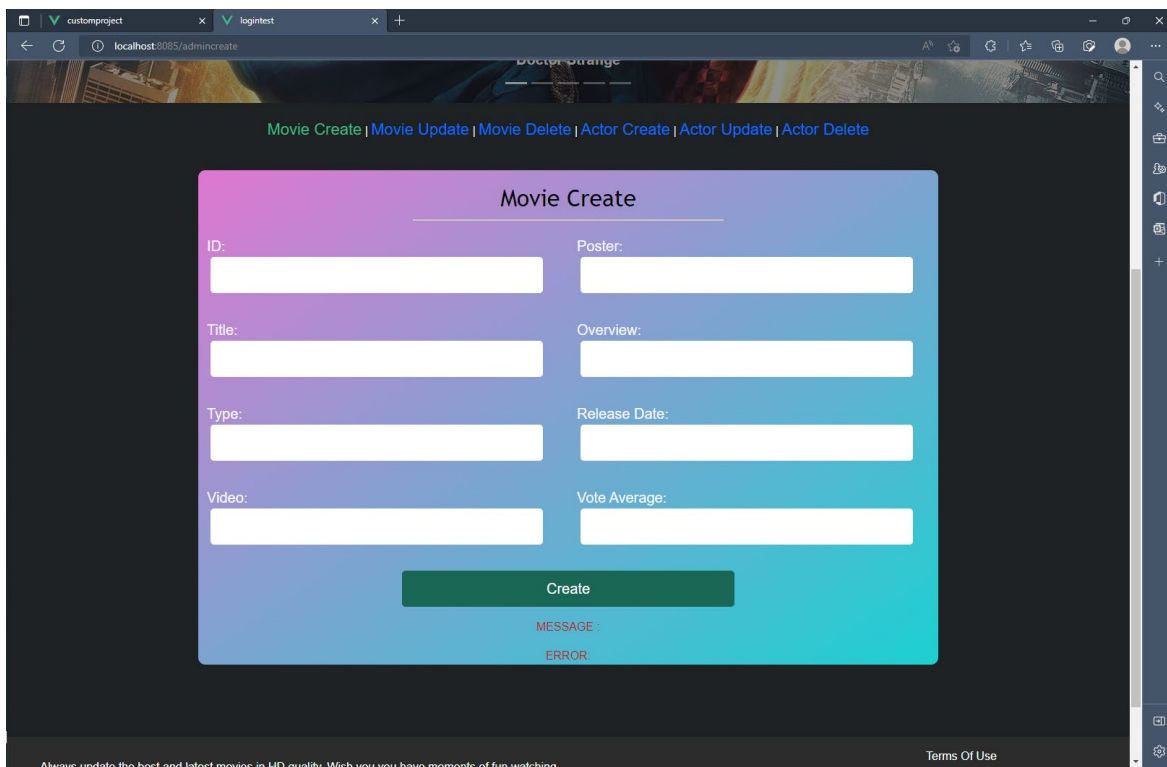 customproject
logintest
localhost:8085/admincreate
Doctor Strange
Movie Create | Movie Update | Movie Delete | Actor Create | Actor Update | Actor Delete
Movie Create
ID:
Poster:
Title:
Overview:
Type:
Release Date:
Video:
Vote Average:
Create
MESSAGE :
ERROR:
Terms Of Use
Always update the best and latest movies in HD quality. Wish you you have moments of fun watching